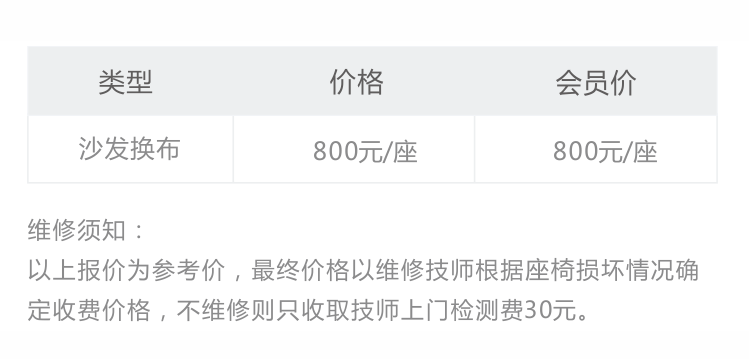 类型 价格 会员价
沙发换布 800元/座 800元/座
维修须知：
以上报价为参考价，最终价格以维修技师根据座椅损坏情况确
定收费价格，不维修则只收取技师上门检测费30元。